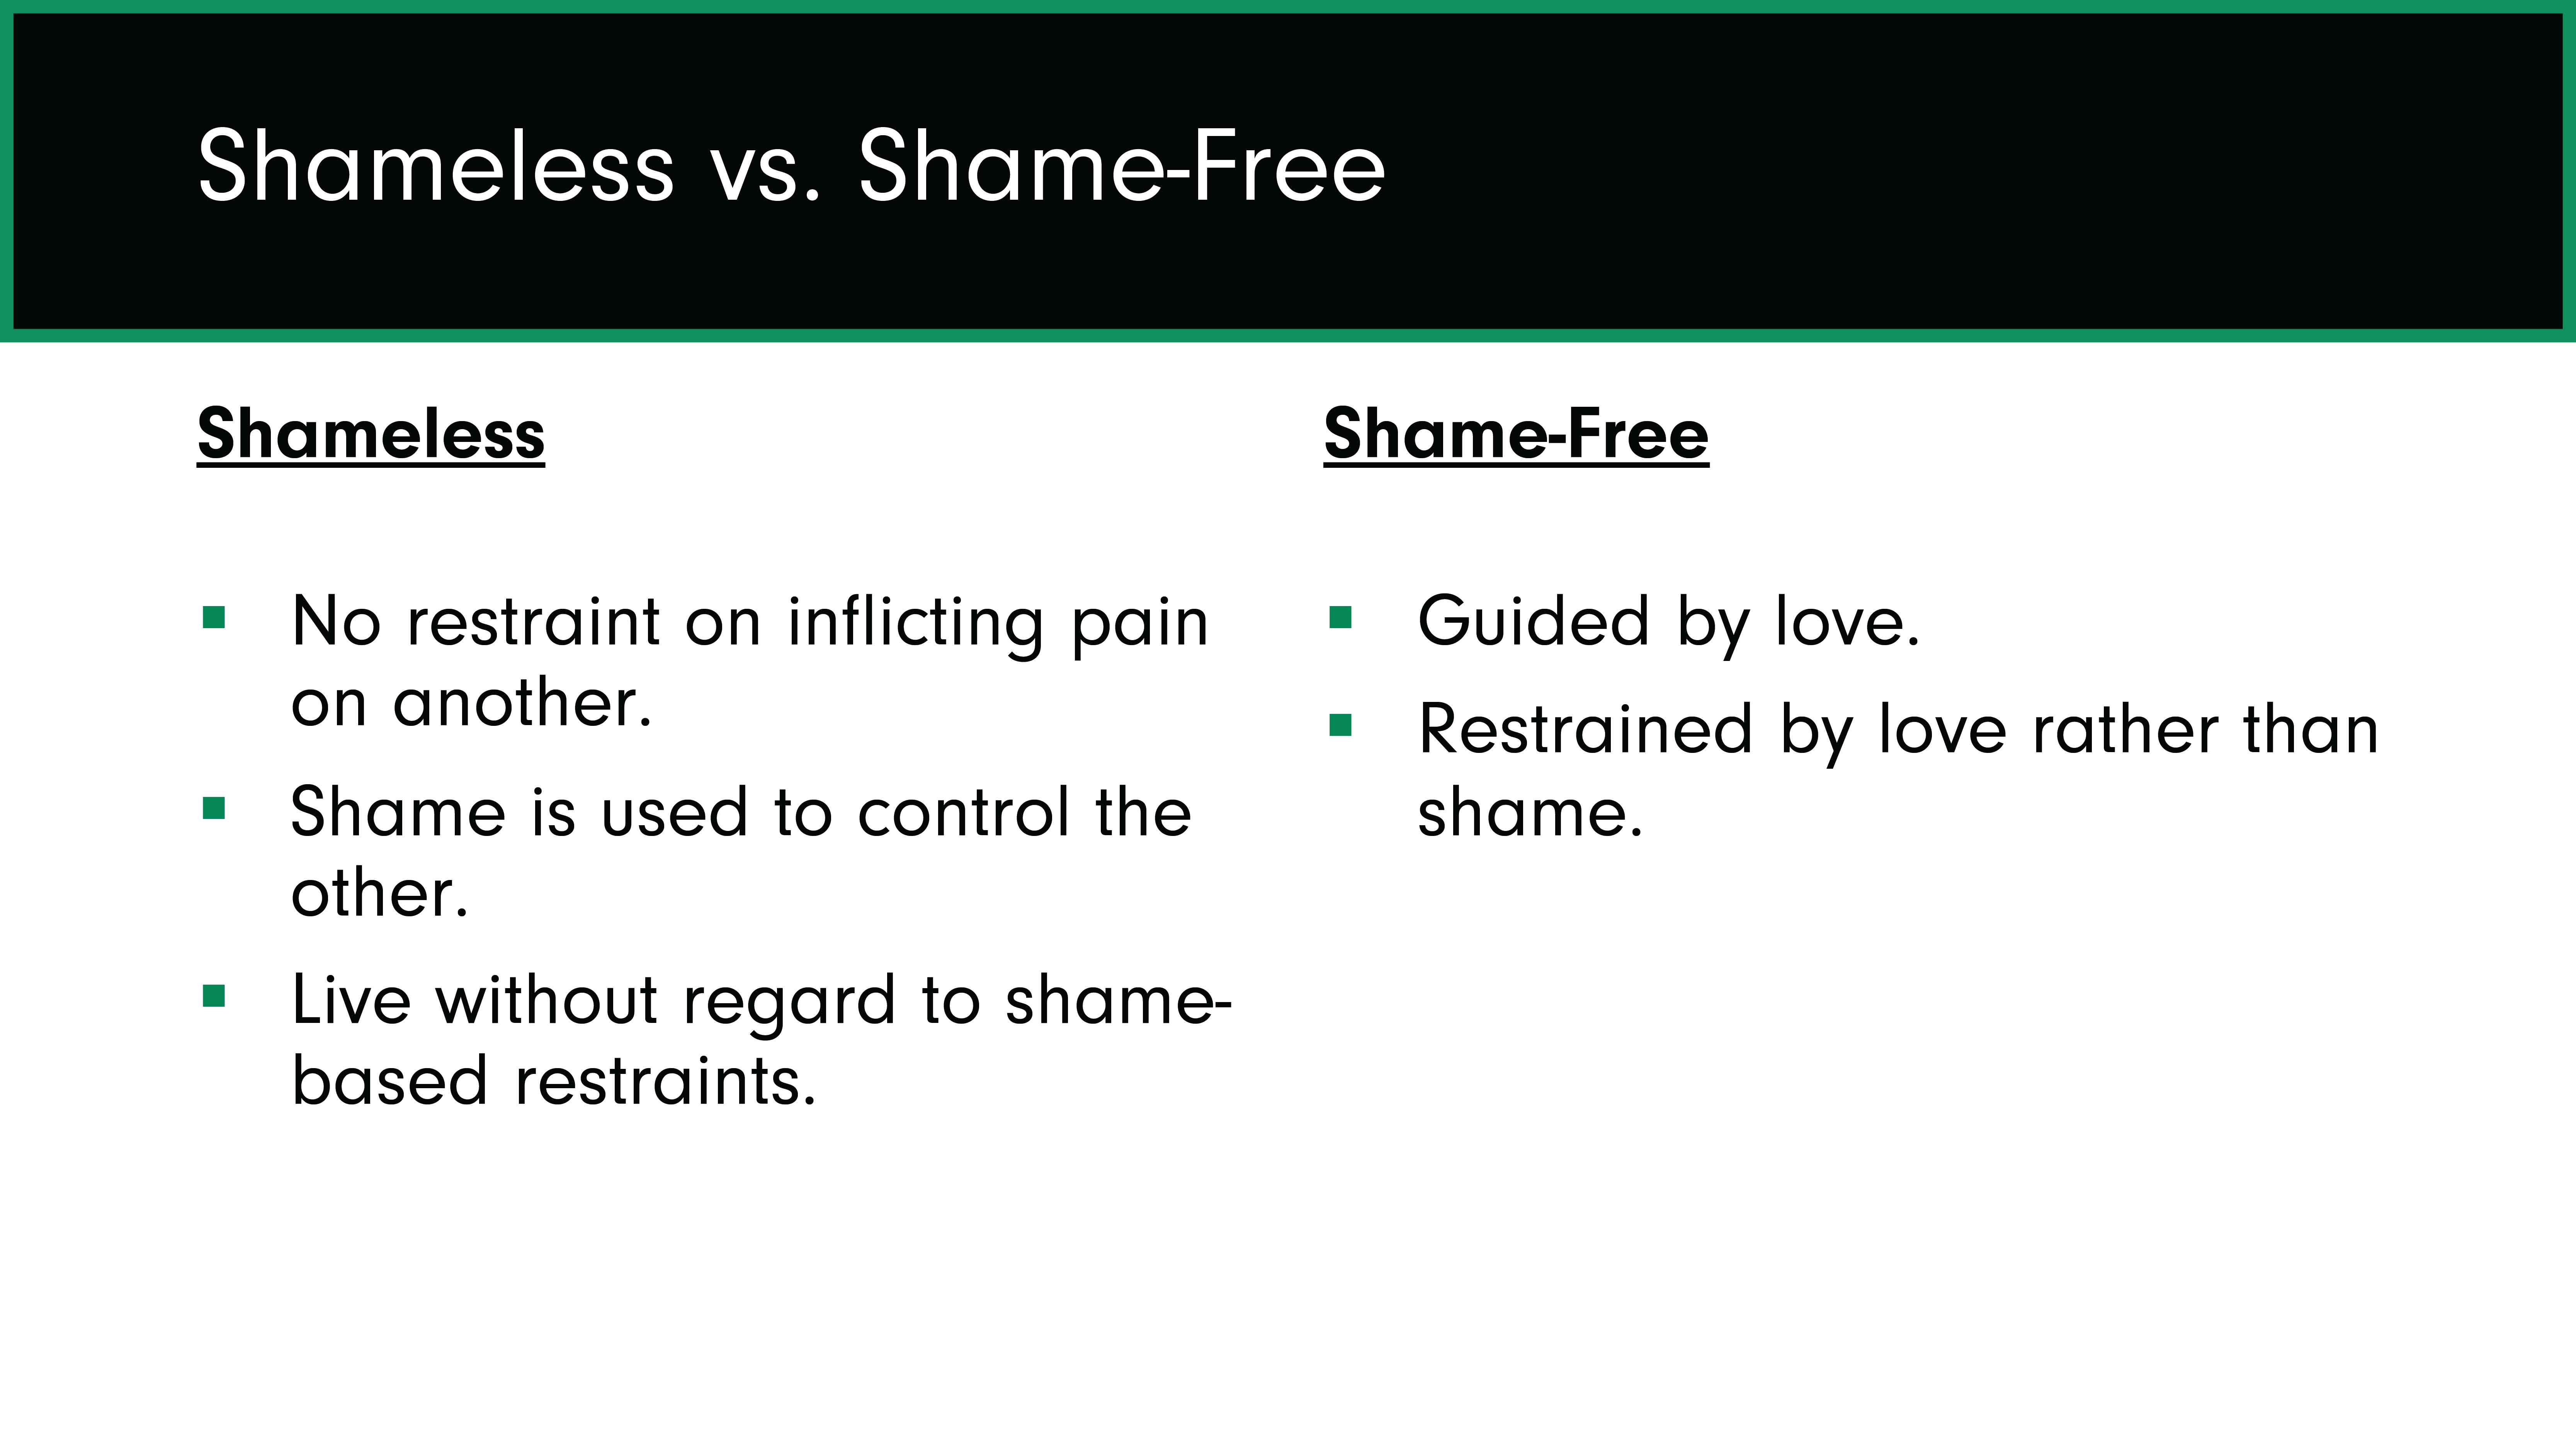 Shameless vs. Shame-Free
Shameless
No restraint on inflicting pain
on another.
Shame is used to control the
other.
Live without regard to shame-
based restraints.
Shame-Free
Guided by love.
Restrained by love rather than
shame.